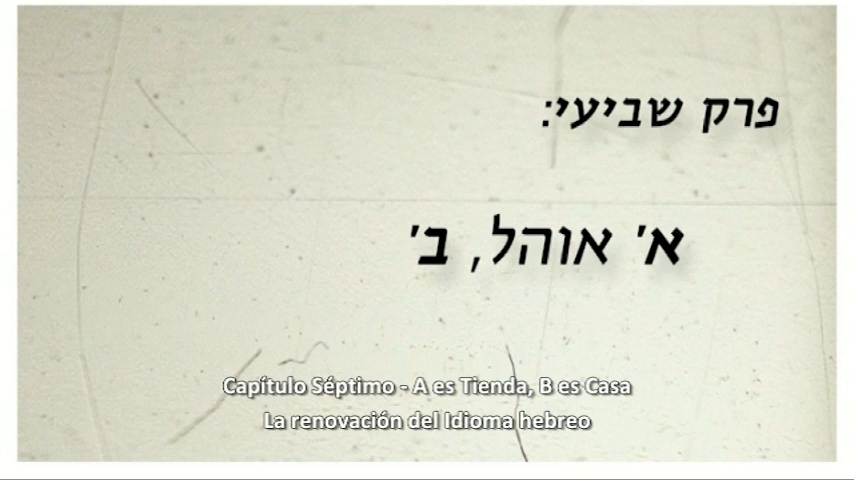 פרק שביעי:
א' אוהל, ב'
Capítulo Séptimo - A es Tienda, B es Casa
La renovación del Idioma hebreo